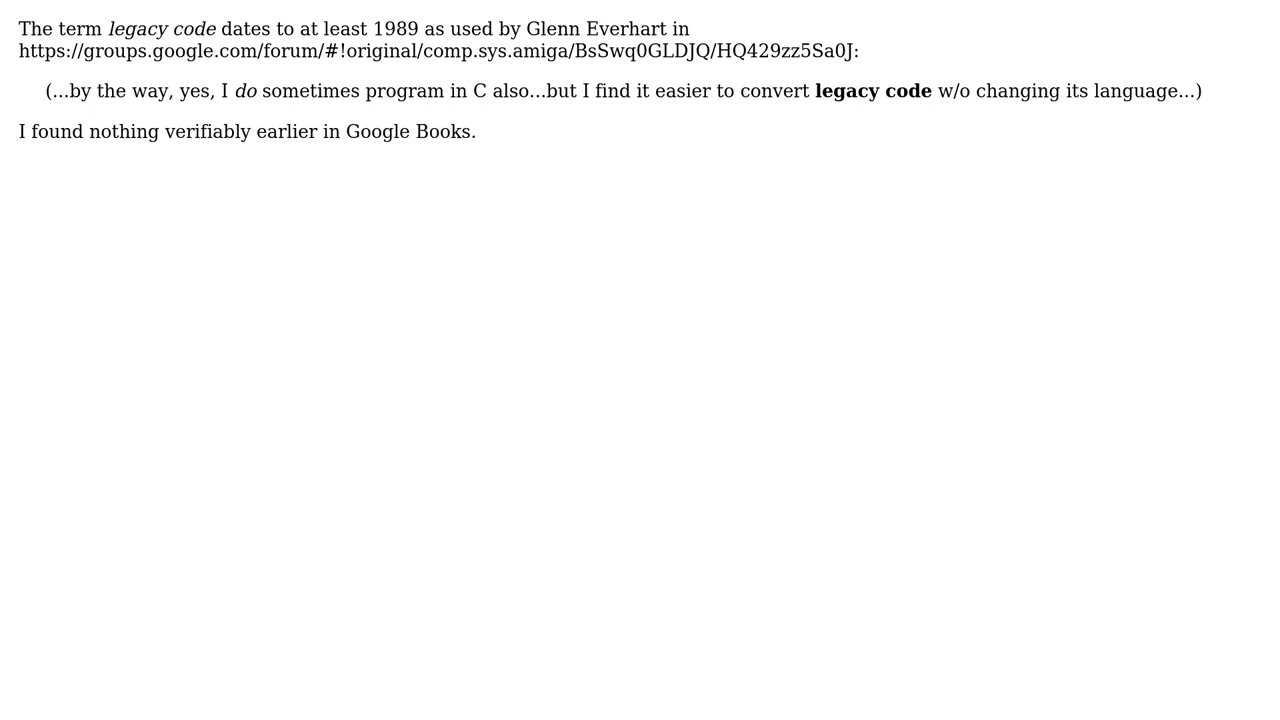 The term legacy code dates to at least 1989 as used by Glenn Everhart in
https://groups.google.com/forum/#!original/comp.sys.amiga/BsSwq0GLDJQ/HQ429zz5Sa0J:
(...by the way, yes, I do sometimes program in C also...but I find it easier to convert legacy code w/o changing its language...)
I found nothing verifiably earlier in Google Books.